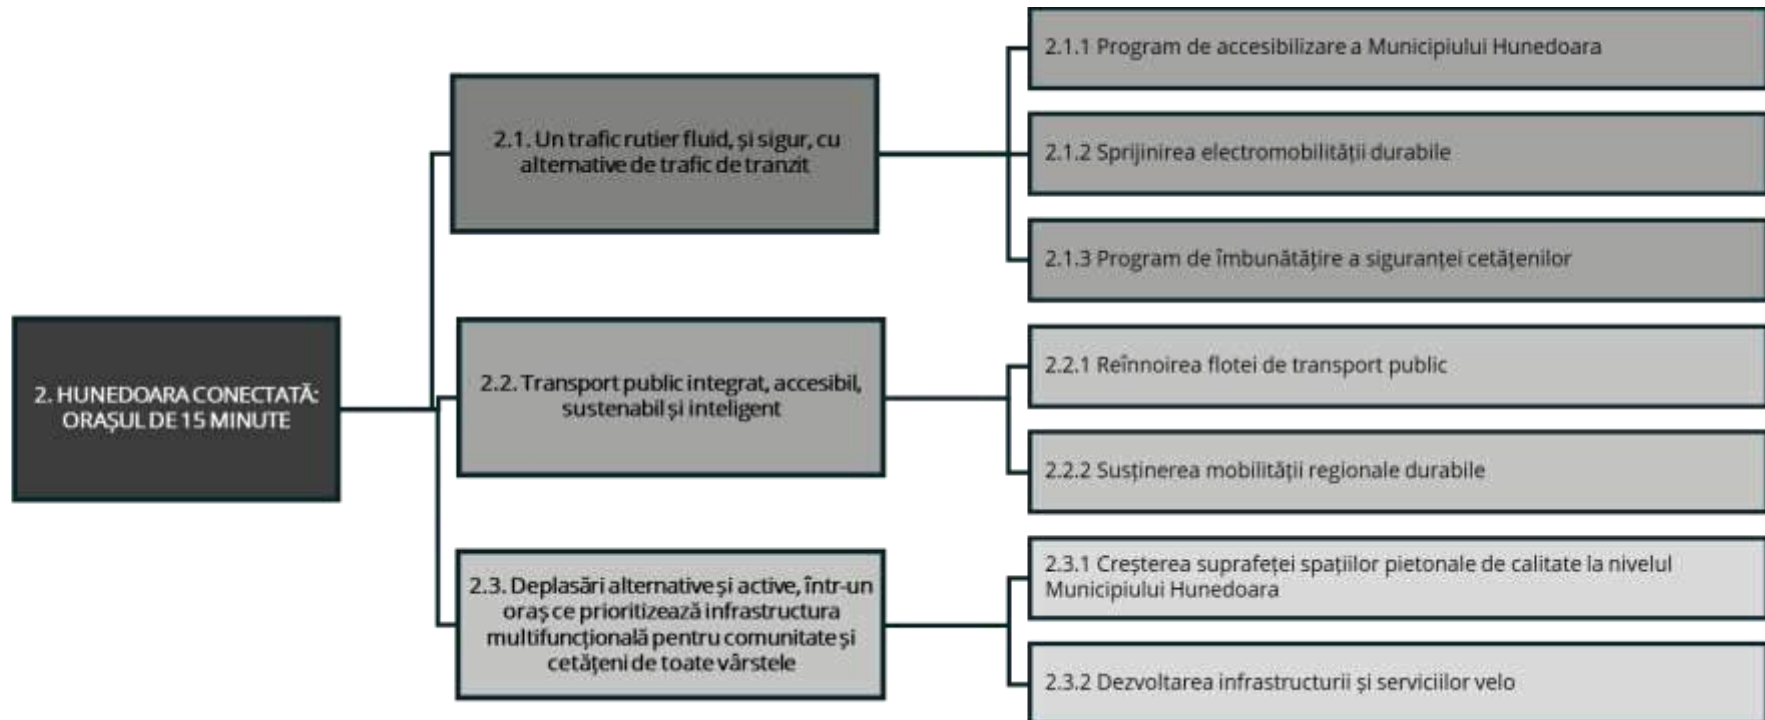 2. HUNEDOARA CONECTATĂ:
ORAȘUL DE 15 MINUTE
2.1. Un trafic rutier fluid, și sigur, cu
alternative de trafic de tranzit
2.1.1 Program de accesibilizare a Municipiului Hunedoara
2.1.2 Sprijinirea electromobilității durabile
2.1.3 Program de îmbunătățire a siguranței cetățenilor
2.2. Transport public integrat, accesibil,
sustenabil și inteligent
2.2.1 Reînnoirea flotei de transport public
2.2.2 Susținerea mobilității regionale durabile
2.3. Deplasări alternative și active, într-un
oraș ce prioritizează infrastructura
multifuncțională pentru comunitate și
cetățeni de toate vârstele
2.3.1 Creșterea suprafeței spațiilor pietonale de calitate la nivelul
Municipiului Hunedoara
2.3.2 Dezvoltarea infrastructurii și serviciilor velo